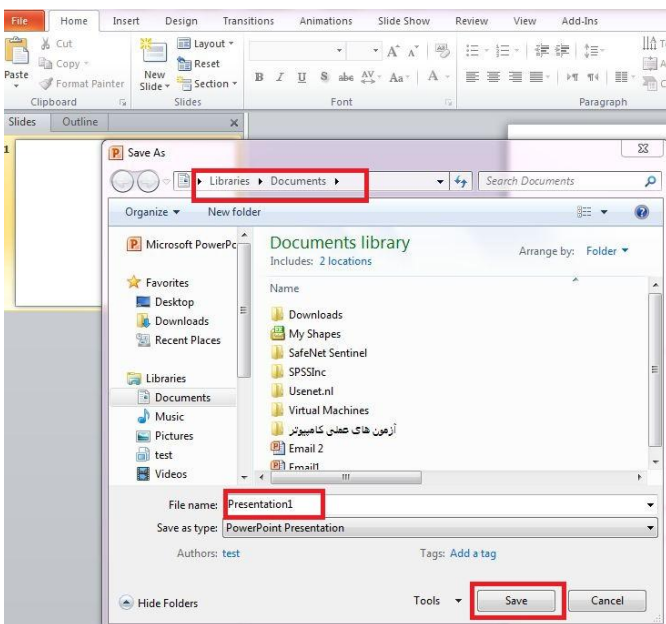 File Home Insert Design Transitions Animations Slide Show Review View Add-Ins
Cut
Copy
Format Painter
Paste
Clipboard
New
Slide
Layout
Reset
Section
Slides
B I U S abc AV Aa A
Font
Paragraph
Slides Outline
1
Save As
Libraries Documents
Search Documents
Organize New folder
Microsoft PowerPc
Favorites
Desktop
Downloads
Recent Places
Libraries
Documents
Music
Pictures
test
Videos
Documents library
Includes: 2 locations
Arrange by: Folder
Name
Downloads
My Shapes
SafeNet Sentinel
SPSSInc
Usenet.nl
Virtual Machines
آزمون های عملی کامپیوتر
Email 2
Email1
File name: Presentation1
Save as type: PowerPoint Presentation
Authors: test
Tags: Add a tag
Hide Folders
Tools Save Cancel